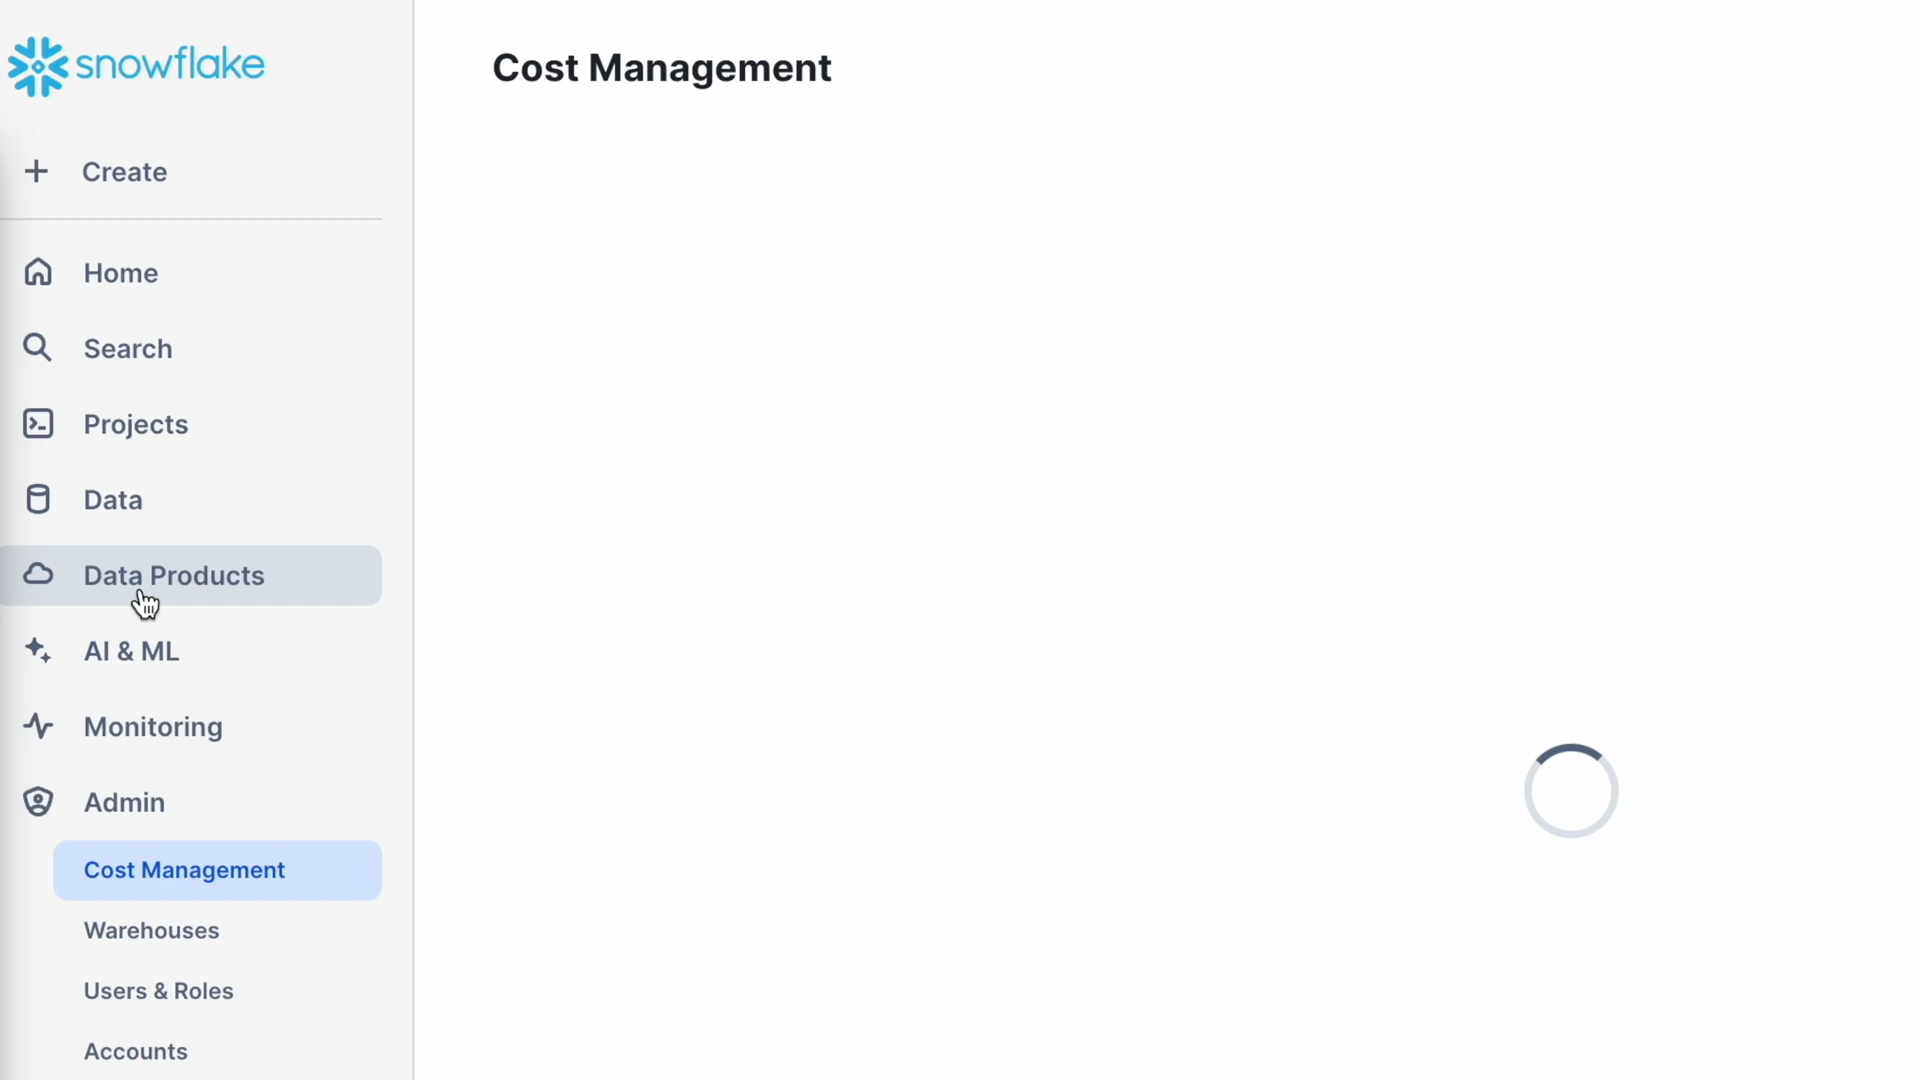 snowflake
Create
Home
Search
Projects
Data
Data Products
AI & ML
Monitoring
Admin
Cost Management
Warehouses
Users & Roles
Accounts
Cost Management